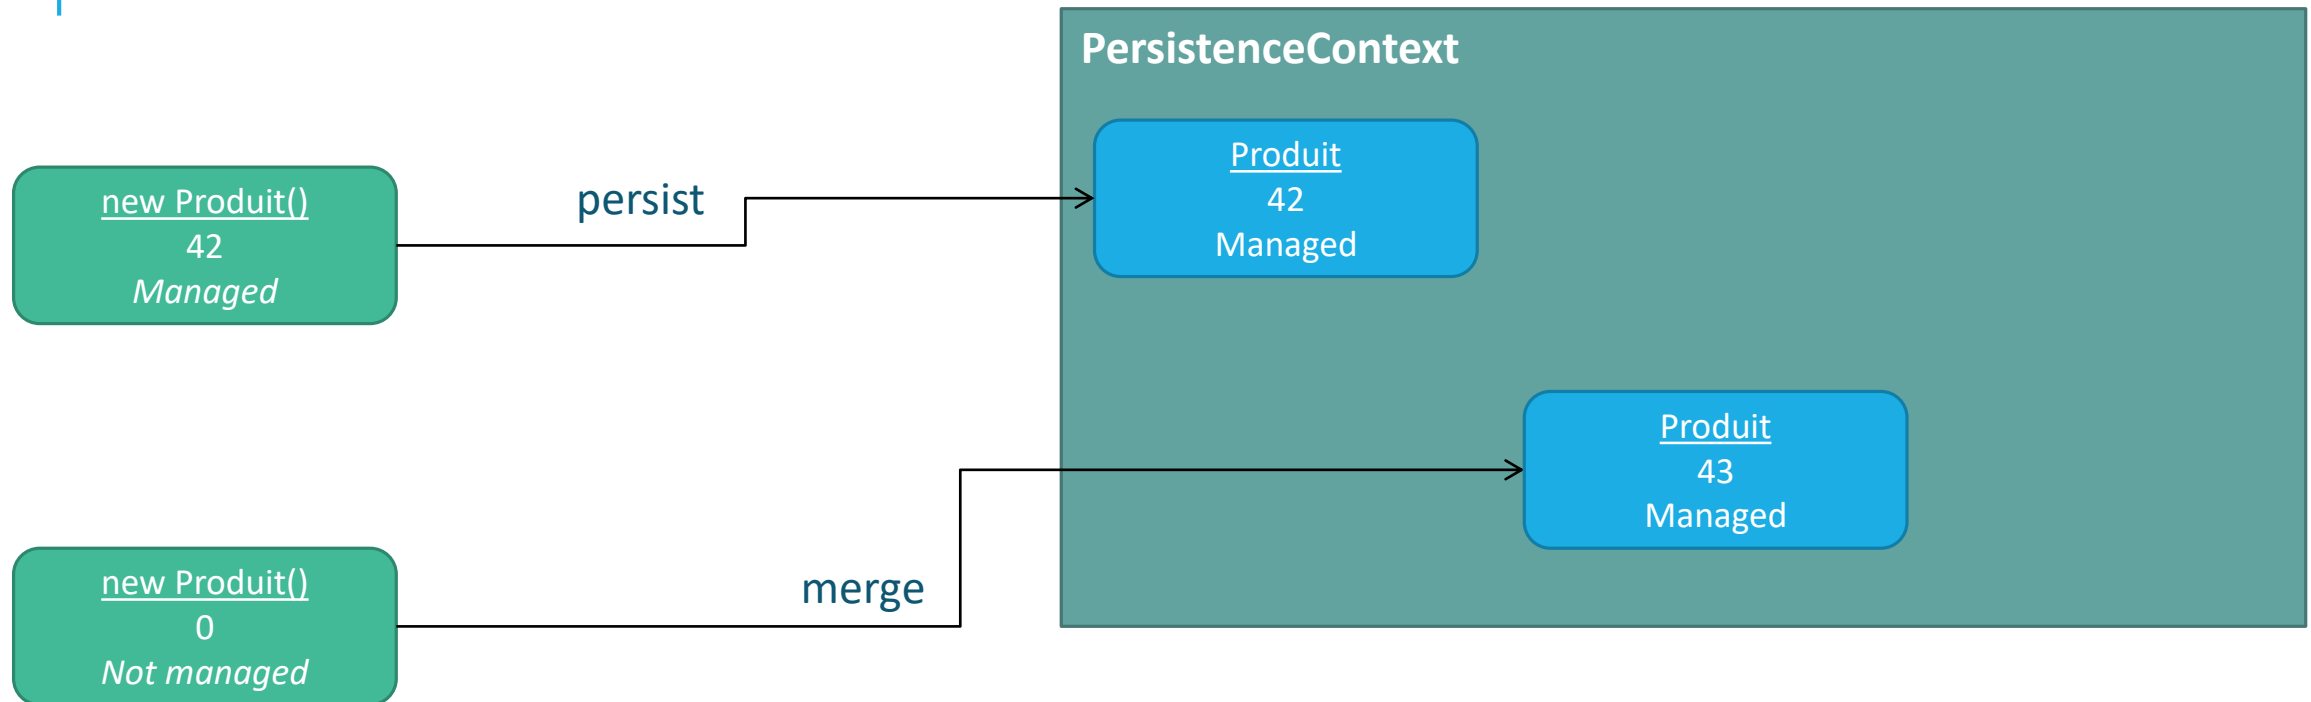 PersistenceContext
new Produit()
42
Managed
persist
Produit
42
Managed
new Produit()
0
Not managed
merge
Produit
43
Managed